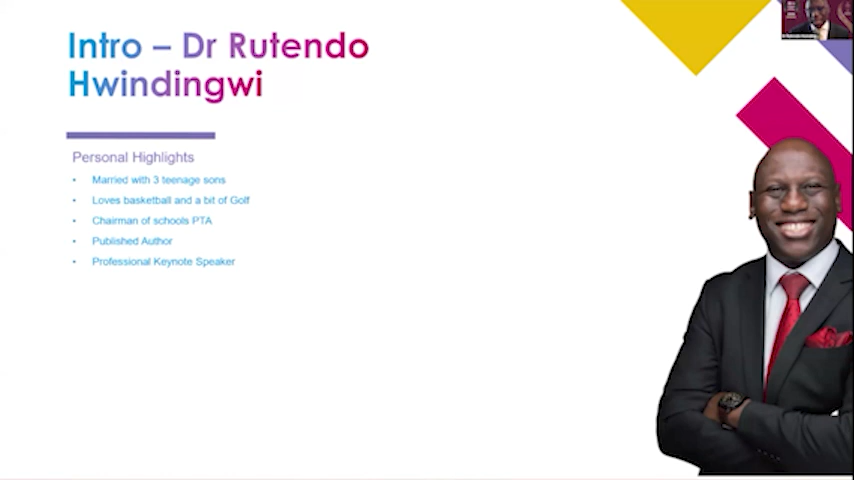 Intro – Dr Rutendo
Hwindingwi
Personal Highlights
• Married with 3 teenage sons
• Loves basketball and a bit of Golf
• Chairman of schools PTA
• Published Author
• Professional Keynote Speaker